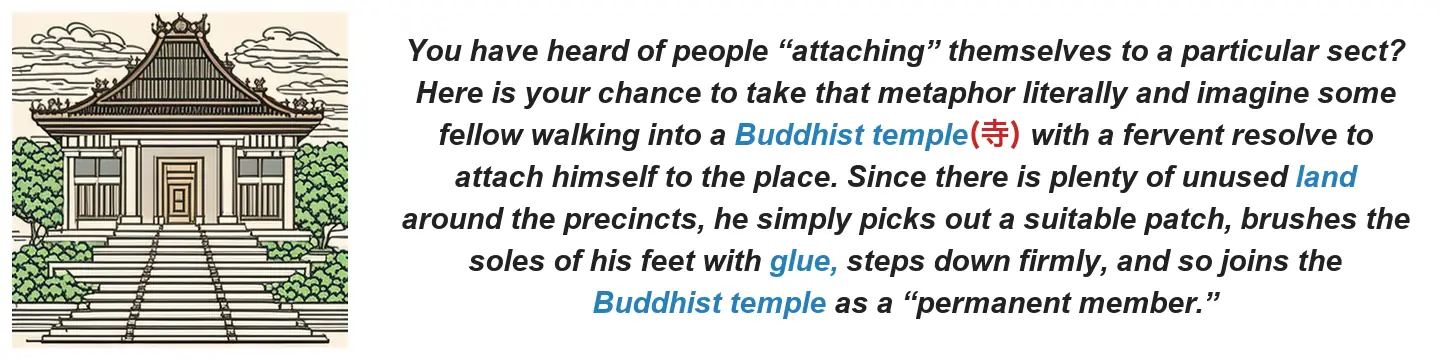 You have heard of people “attaching” themselves to a particular sect?
Here is your chance to take that metaphor literally and imagine some
fellow walking into a Buddhist temple(寺) with a fervent resolve to
attach himself to the place. Since there is plenty of unused land
around the precincts, he simply picks out a suitable patch, brushes the
soles of his feet with glue, steps down firmly, and so joins the
Buddhist temple as a “permanent member.”